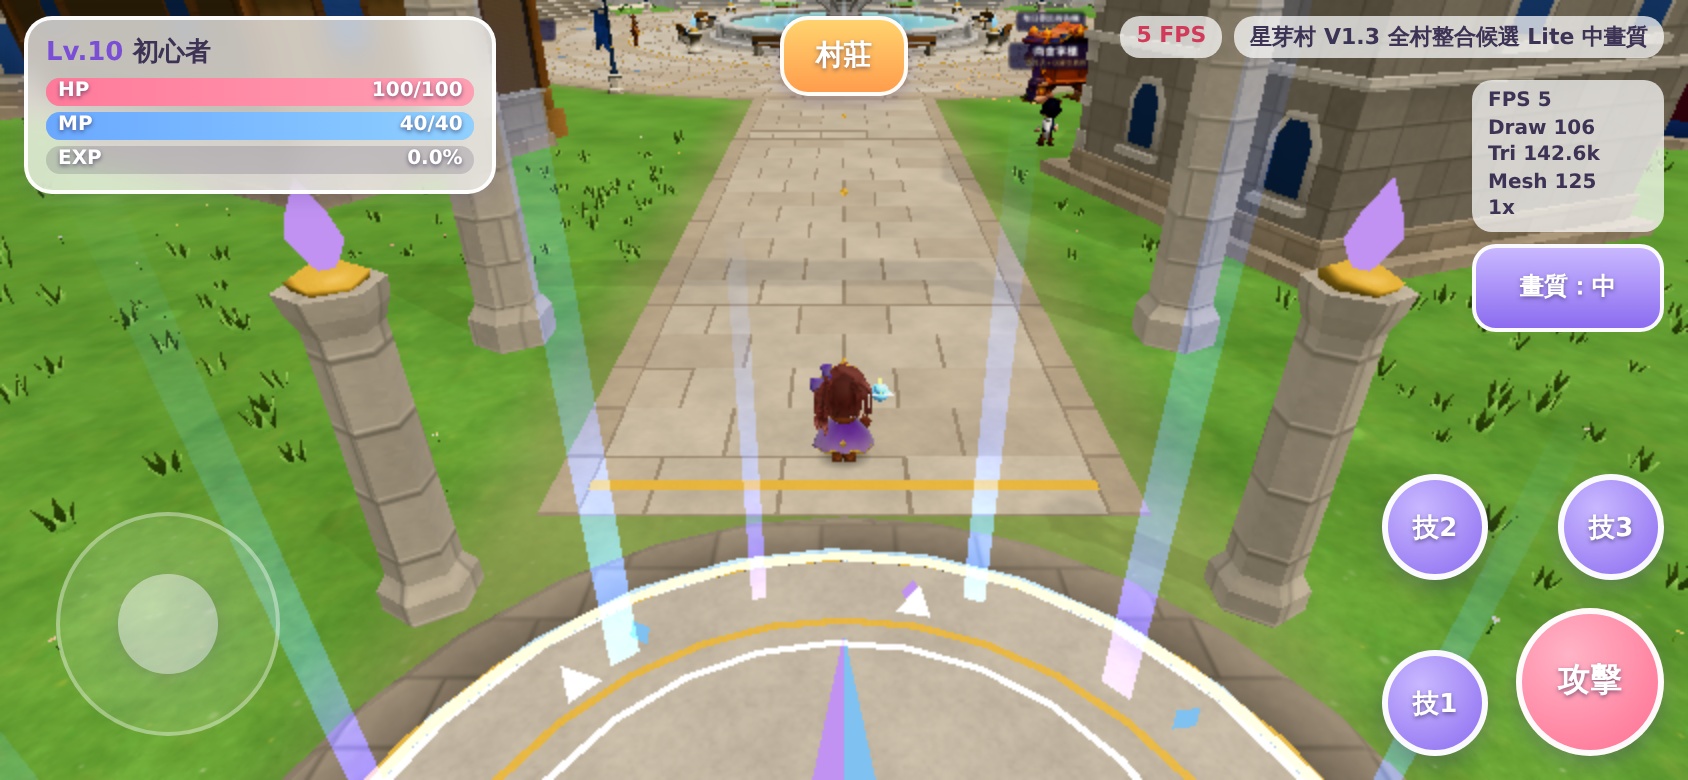 Lv.10 初心者
HP 100/100
MP 40/40
EXP 0.0%
村莊
5 FPS
星芽村 V1.3 全村整合候選 Lite 中畫質
FPS 5
Draw 106
Tri 142.6k
Mesh 125
1x
畫質：中
技2
技3
技1
攻擊